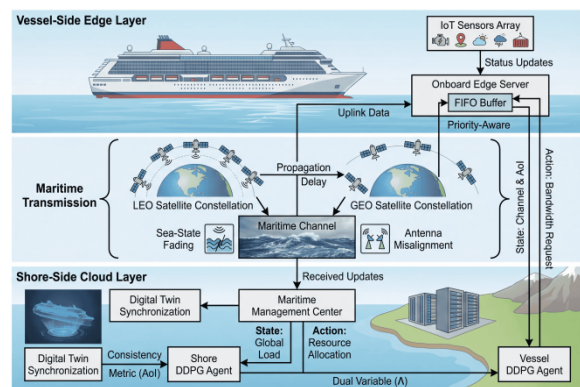 Vessel-Side Edge Layer
IoT Sensors Array
Status Updates
Onboard Edge Server
FIFO Buffer
Uplink Data
Priority-Aware
Maritime
Transmission
Propagation
Delay
LEO Satellite Constellation
GEO Satellite Constellation
Sea-State
Fading
Maritime Channel
Antenna
Misalignment
State: Channel & AoI
Action: Bandwidth Request
Shore-Side Cloud Layer
Received Updates
Digital Twin
Synchronization
Maritime
Management Center
State:
Global
Load
Action:
Resource
Allocation
Digital Twin
Synchronization
Consistency
Metric (AoI)
Shore
DDPG Agent
Dual Variable (Λ)
Vessel
DDPG Agent